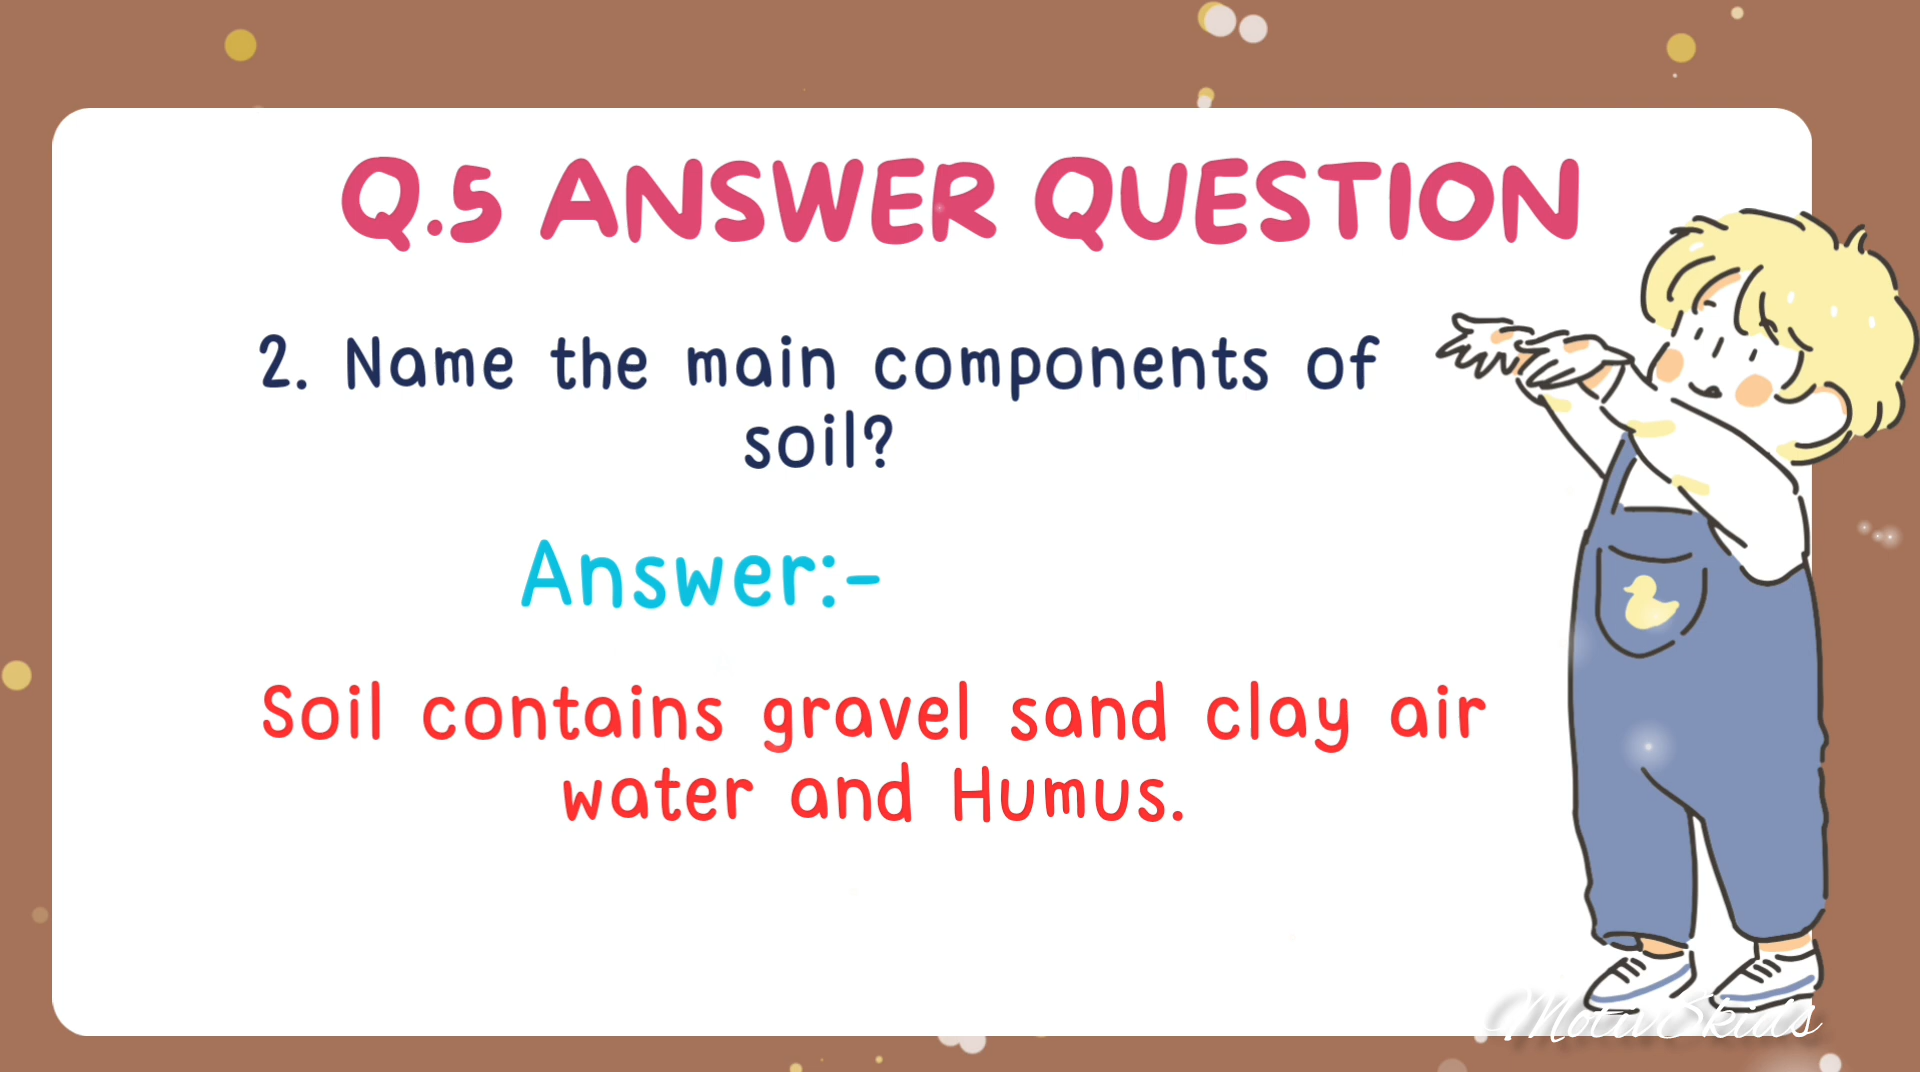 Q.5 ANSWER QUESTION
2. Name the main components of
soil?
Answer:-
Soil contains gravel sand clay air
water and Humus.
MotivSkids